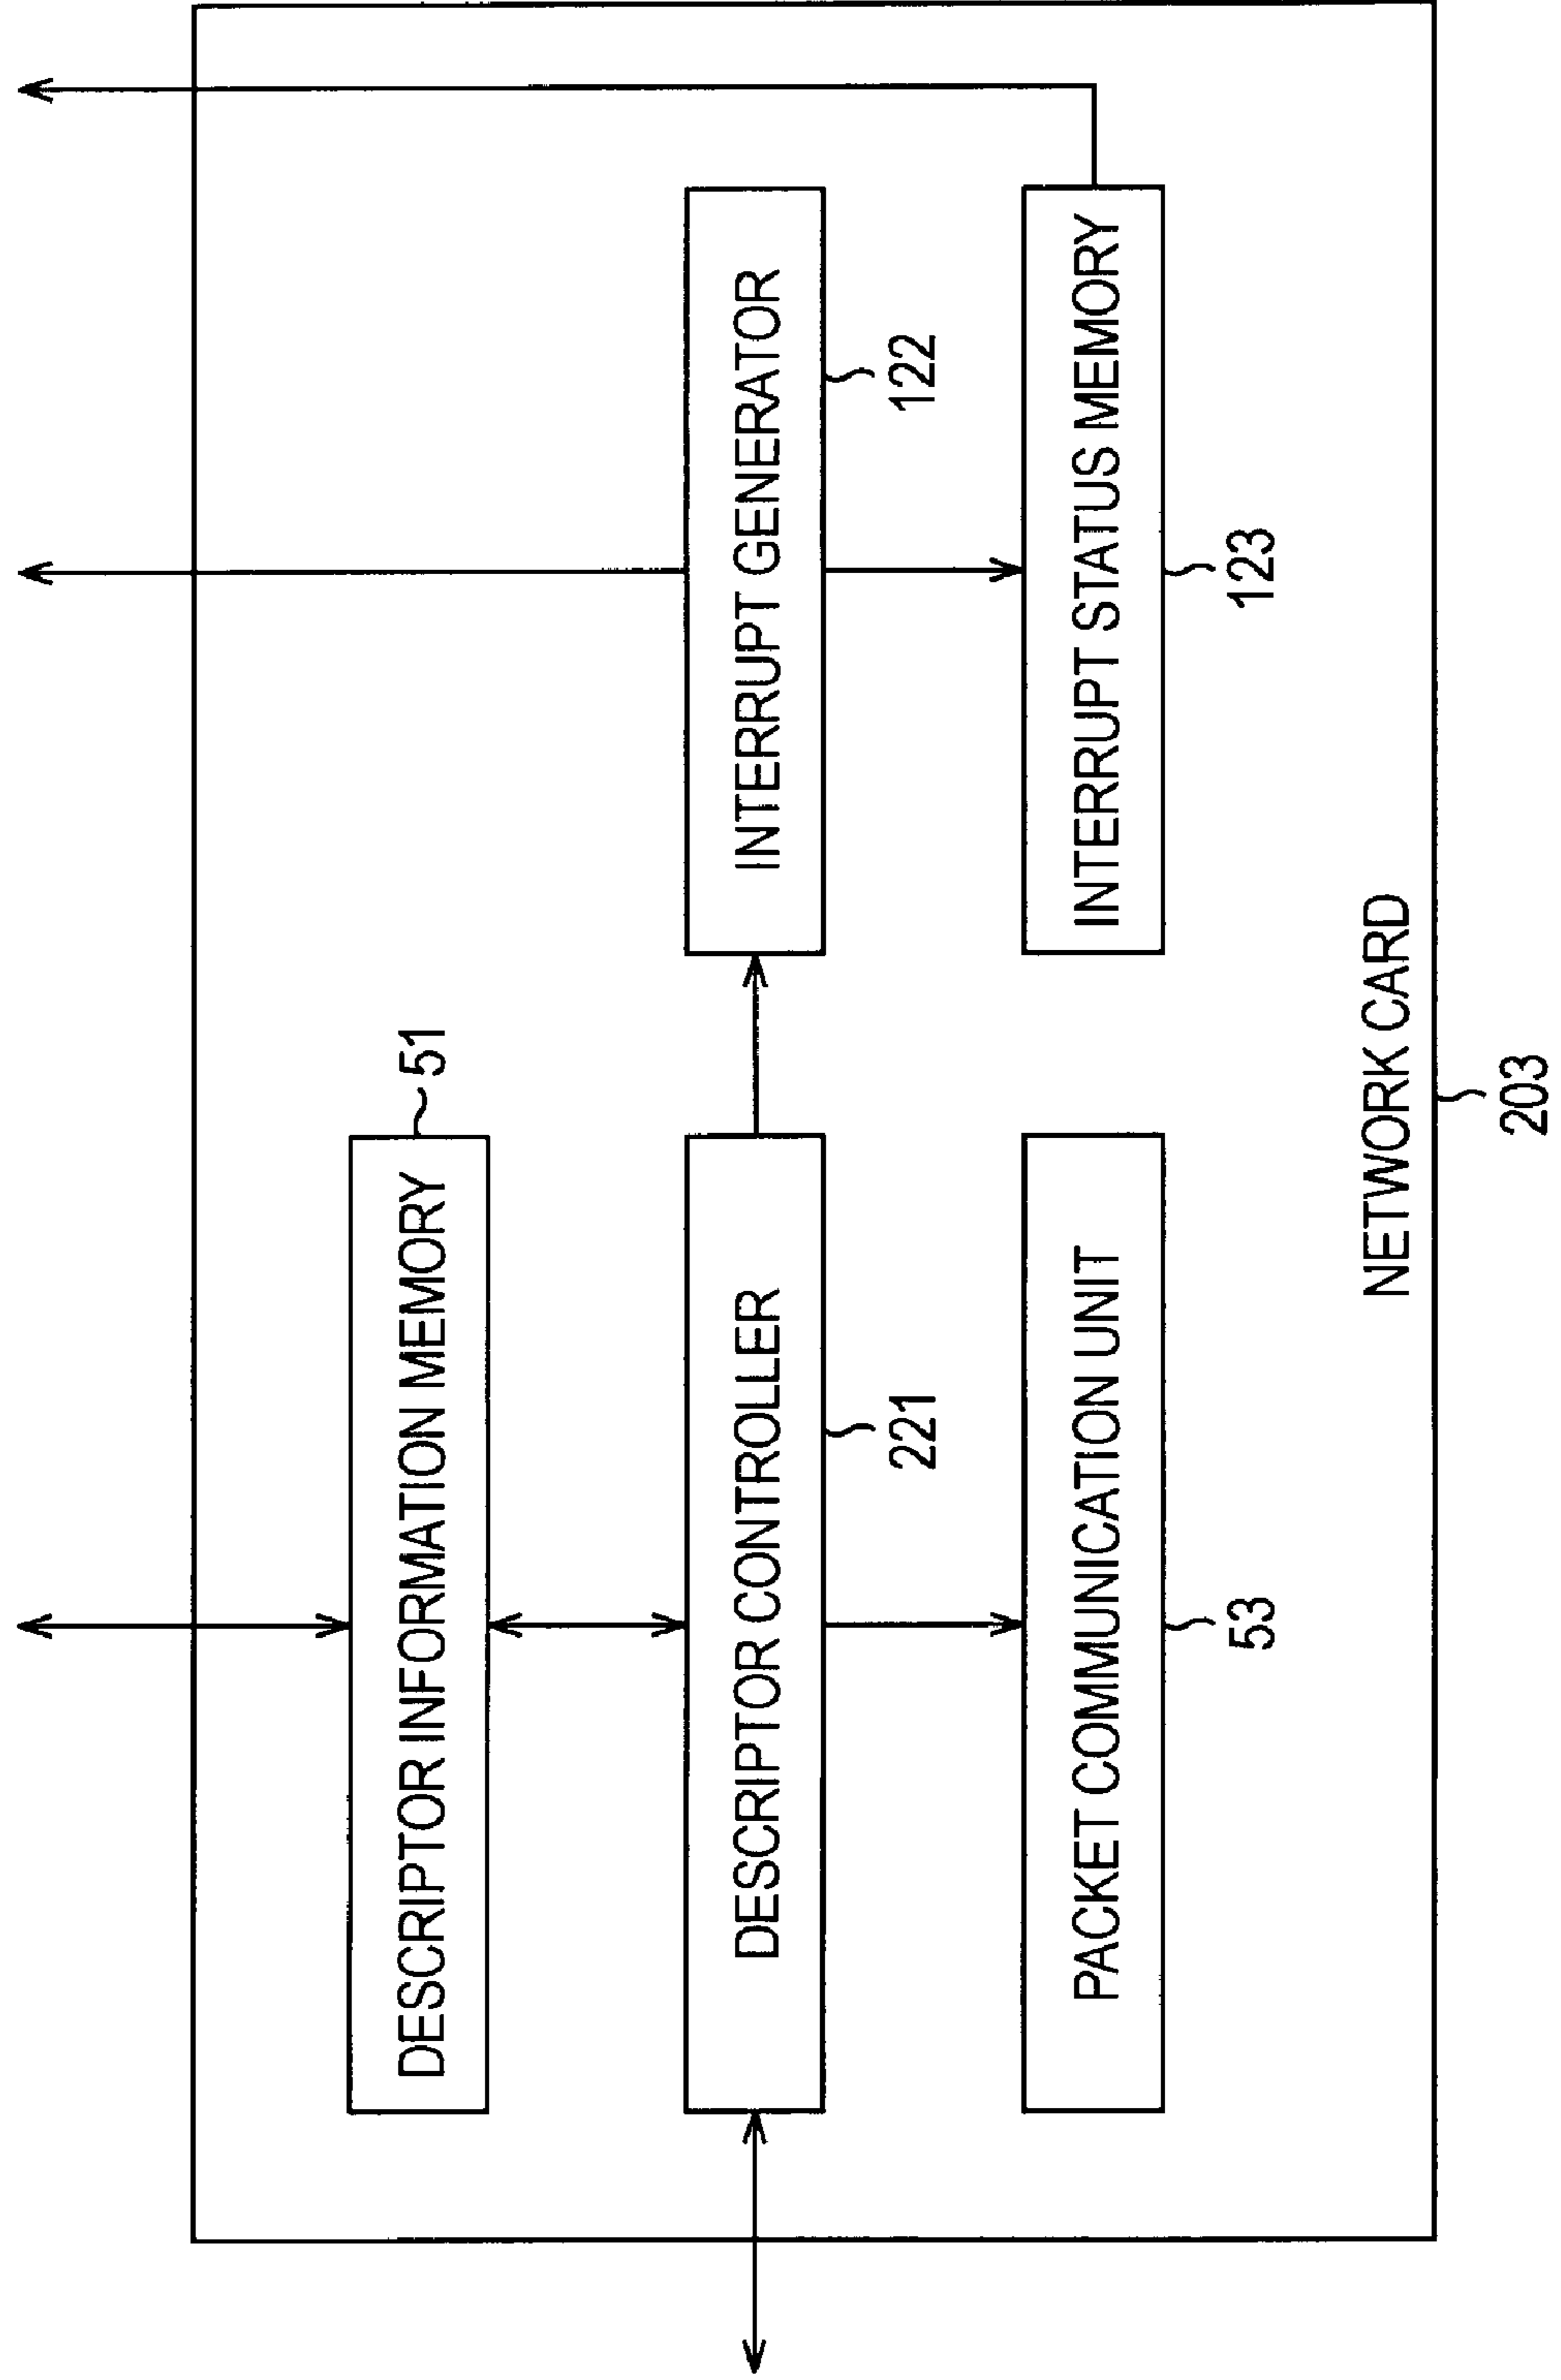 DESCRIPTOR INFORMATION MEMORY
51
DESCRIPTOR CONTROLLER
221
INTERRUPT GENERATOR
122
PACKET COMMUNICATION UNIT
53
INTERRUPT STATUS MEMORY
123
NETWORK CARD
203